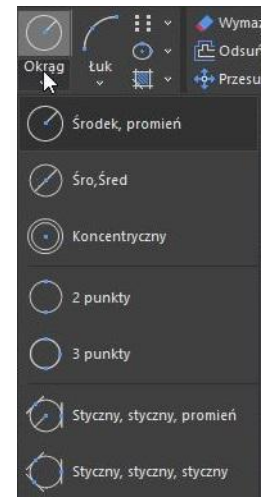 Wymaz
Odsuń
Okrąg
Łuk
Przesu
Środek, promień
Śro,Śred
Koncentryczny
2 punkty
3 punkty
Styczny, styczny, promień
Styczny, styczny, styczny